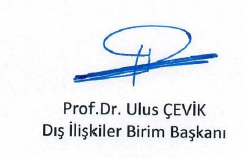 Prof.Dr. Ulus ÇEVİK
Dış İlişkiler Birim Başkanı